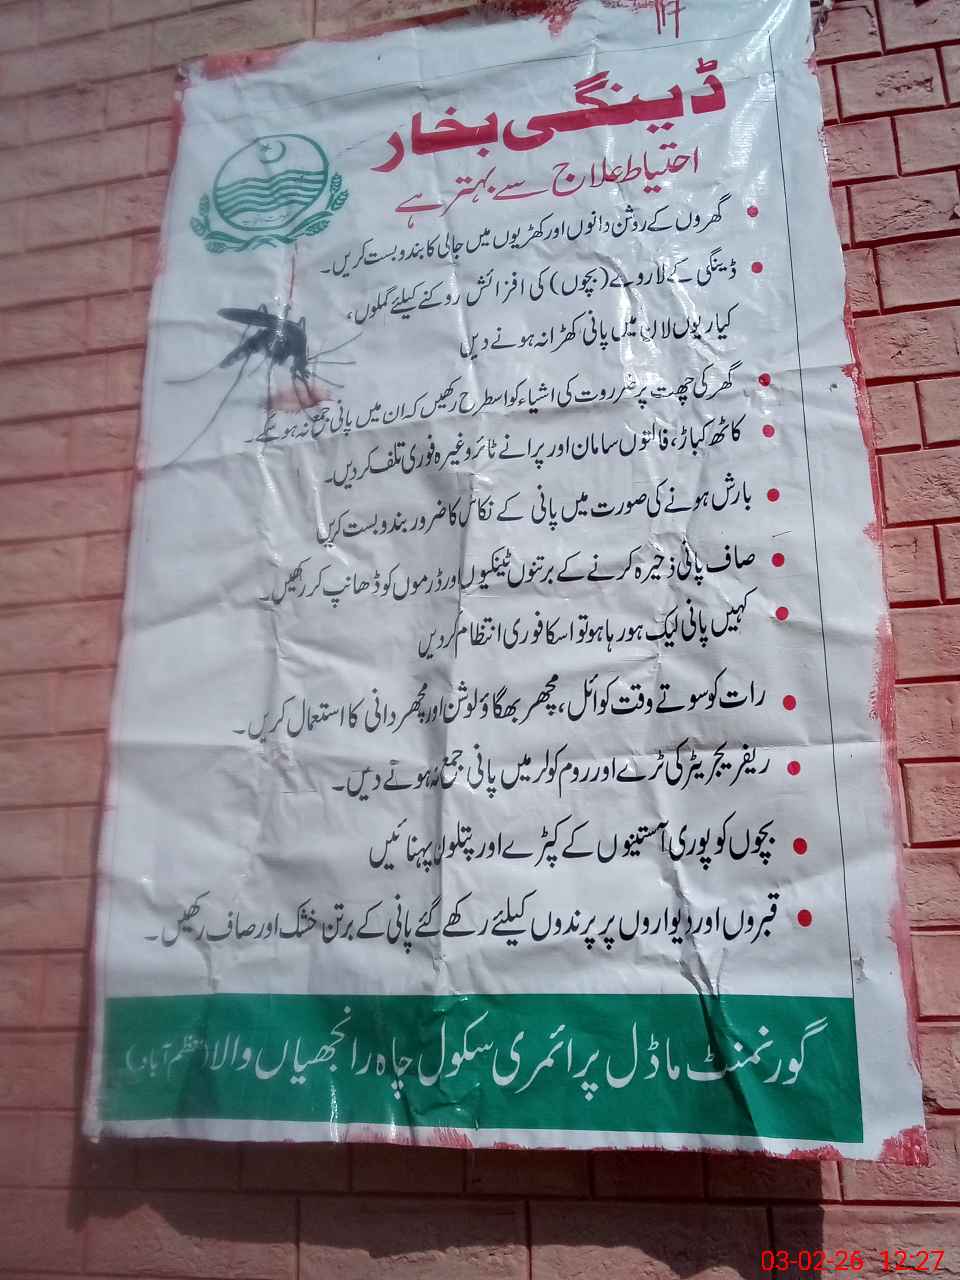 ڈینگی بخار
احتیاط علاج سے بہتر ہے
گھروں کے روشن دانوں اور کھڑیوں میں جالی کا بندوبست کریں۔
ڈینگی کے لاروے (بچوں) کی افزائش روکنے کیلئے گملوں،
کیاریوں لان میں پانی کھڑا نہ ہونے دیں
گھر کی چھت پر ضرورت کی اشیاء کو اسطرح رکھیں کہ ان میں پانی جمع نہ ہو سکے۔
کاٹھ کباڑ، فالتوں سامان اور پرانے ٹائر وغیرہ فوری تلف کر دیں۔
بارش ہونے کی صورت میں پانی کے نکاس کا ضرور بندوبست کریں
صاف پانی ذخیرہ کرنے کے برتنوں ٹینکیوں اور ڈرموں کو ڈھانپ کر رکھیں۔
کہیں پانی لیک ہو رہا ہو تو اسکا فوری انتظام کر دیں
رات کو سوتے وقت کوائل، مچھر بھگاؤ لوشن اور مچھر دانی کا استعمال کریں۔
ریفریجریٹر کی ٹرے اور روم کولر میں پانی جمع نہ ہونے دیں۔
بچوں کو پوری آستینوں کے کپڑے اور پتلون پہنائیں
قبروں اور دیواروں پر پرندوں کیلئے رکھے گئے پانی کے برتن خشک اور صاف رکھیں۔
گورنمنٹ ماڈل پرائمری سکول چاہ رانجھیاں والا (عظم آباد)
03-02-26 12:27